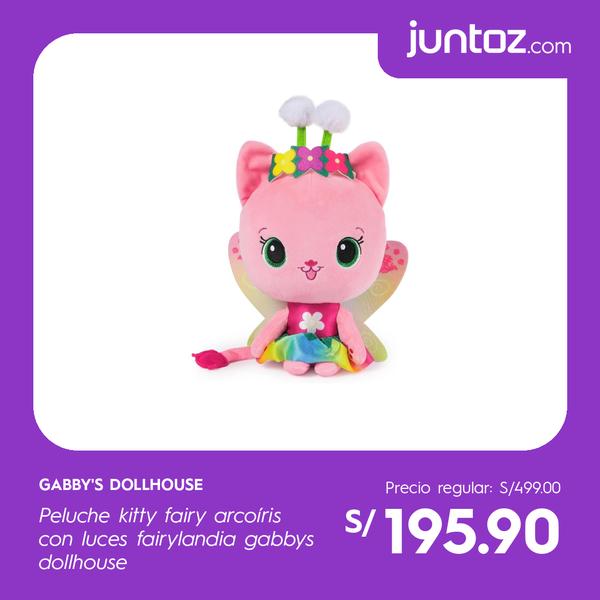 juntoz.com
GABBY'S DOLLHOUSE
Peluche kitty fairy arcoíris
con luces fairylandia gabbys
dollhouse
Precio regular: S/499.00
S/195.90